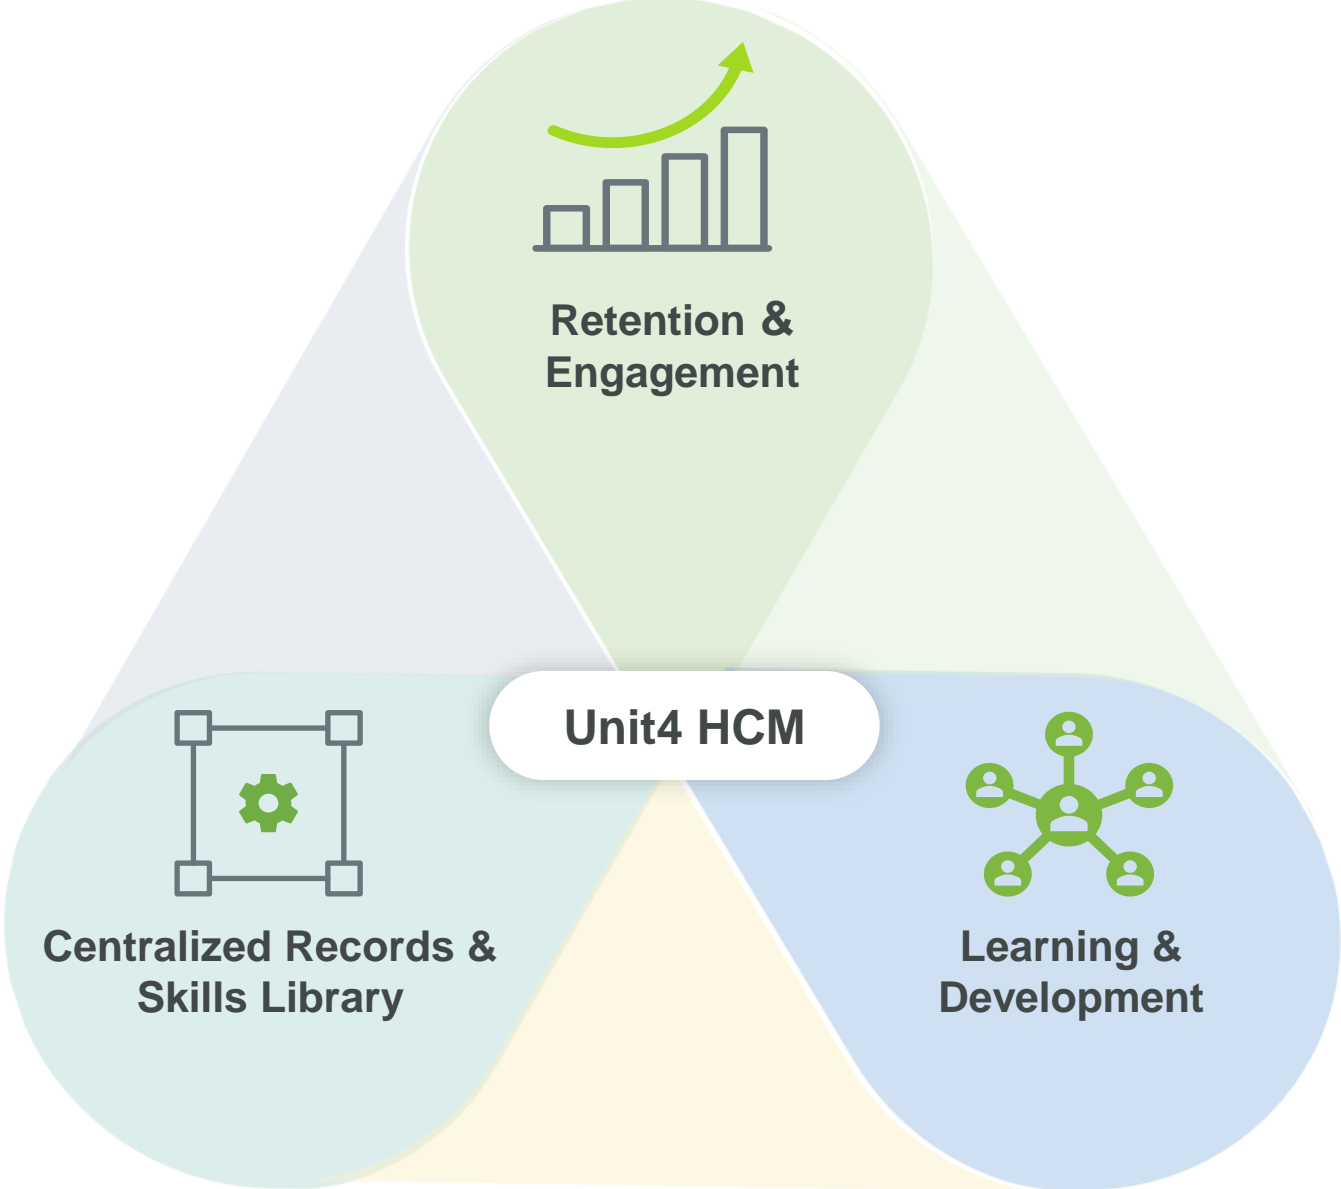 Retention &
Engagement
Unit4 HCM
Centralized Records &
Skills Library
Learning &
Development